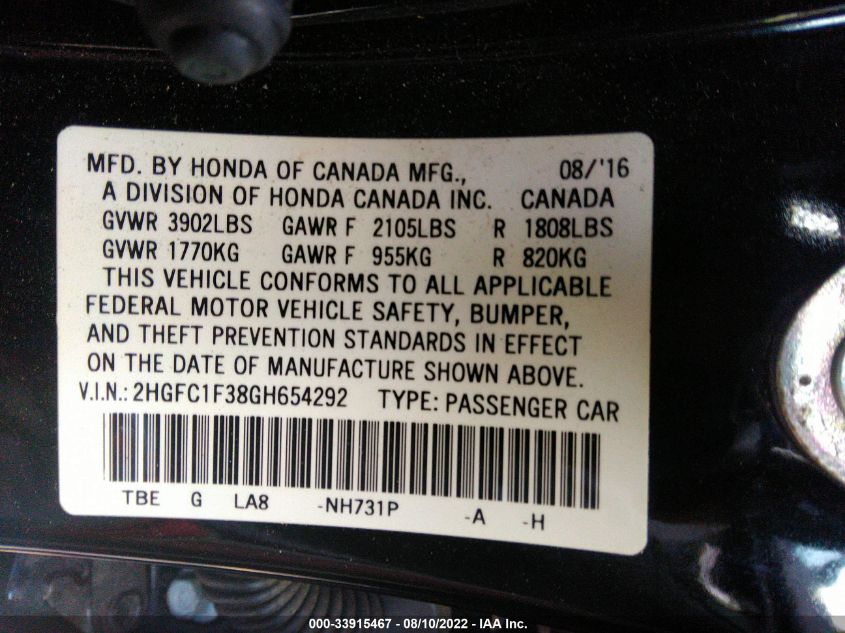 MFD. BY HONDA OF CANADA MFG., 08/'16
A DIVISION OF HONDA CANADA INC. CANADA
GVWR 3902LBS GAWR F 2105LBS R 1808LBS
GVWR 1770KG GAWR F 955KG R 820KG
THIS VEHICLE CONFORMS TO ALL APPLICABLE
FEDERAL MOTOR VEHICLE SAFETY, BUMPER,
AND THEFT PREVENTION STANDARDS IN EFFECT
ON THE DATE OF MANUFACTURE SHOWN ABOVE.
V.I.N.: 2HGFC1F38GH654292 TYPE: PASSENGER CAR
TBE G LA8 -NH731P -A -H
000-33915467 - 08/10/2022 - IAA Inc.